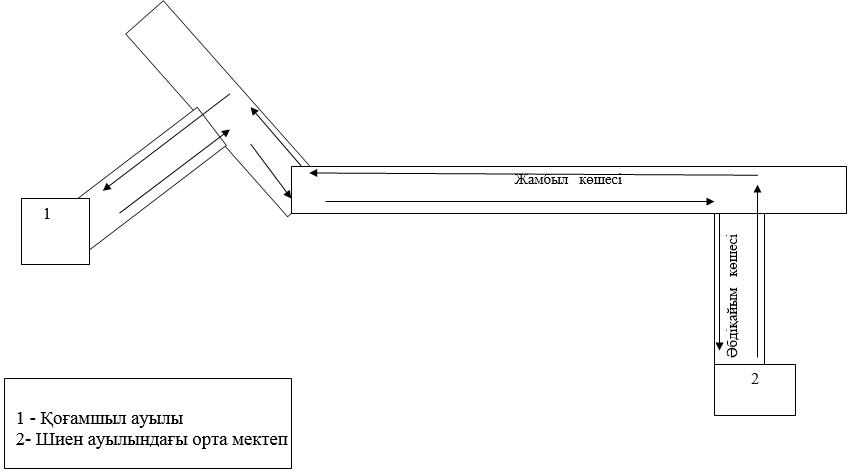 1
Жамбыл көшесі
Әбдіқайым көшесі
2
1 - Қоғамшыл ауылы
2- Шиен ауылындағы орта мектеп